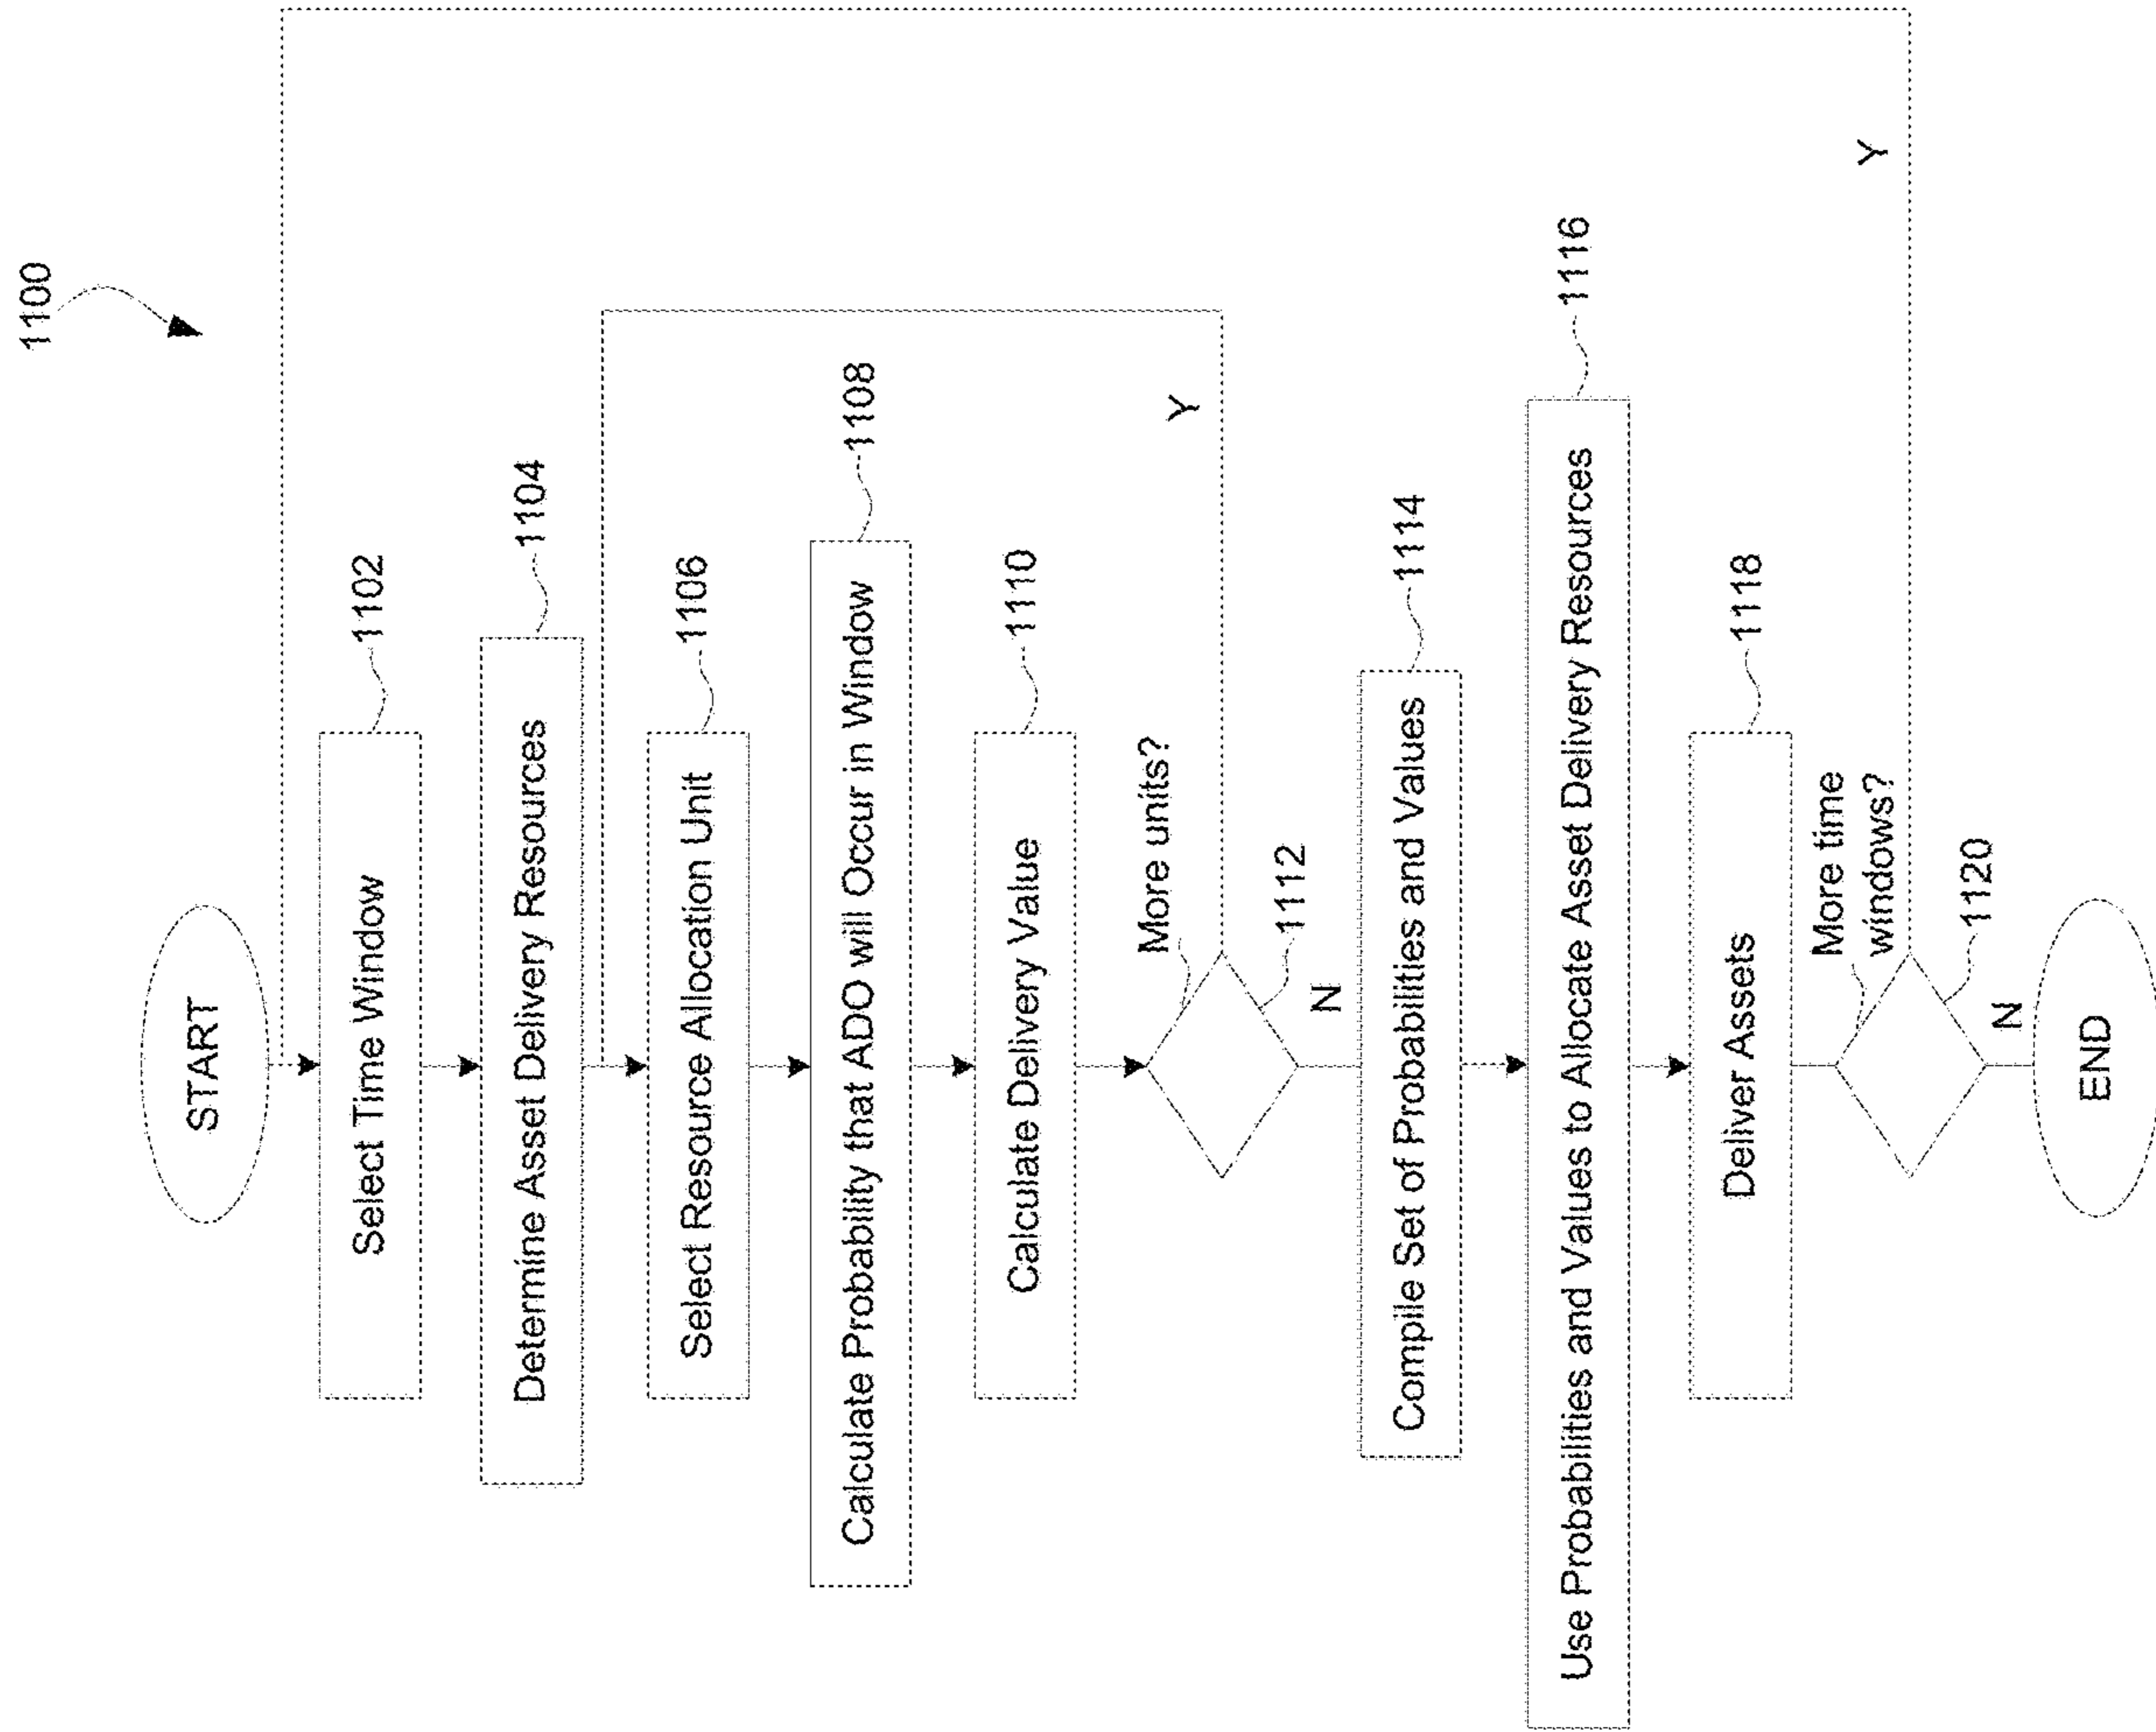 1100
START
Select Time Window
1102
Determine Asset Delivery Resources
1104
Select Resource Allocation Unit
1106
Calculate Probability that ADO will Occur in Window
1108
Calculate Delivery Value
1110
More units?
Y
1112
N
Compile Set of Probabilities and Values
1114
Use Probabilities and Values to Allocate Asset Delivery Resources
1116
Deliver Assets
1118
More time
windows?
Y
1120
N
END